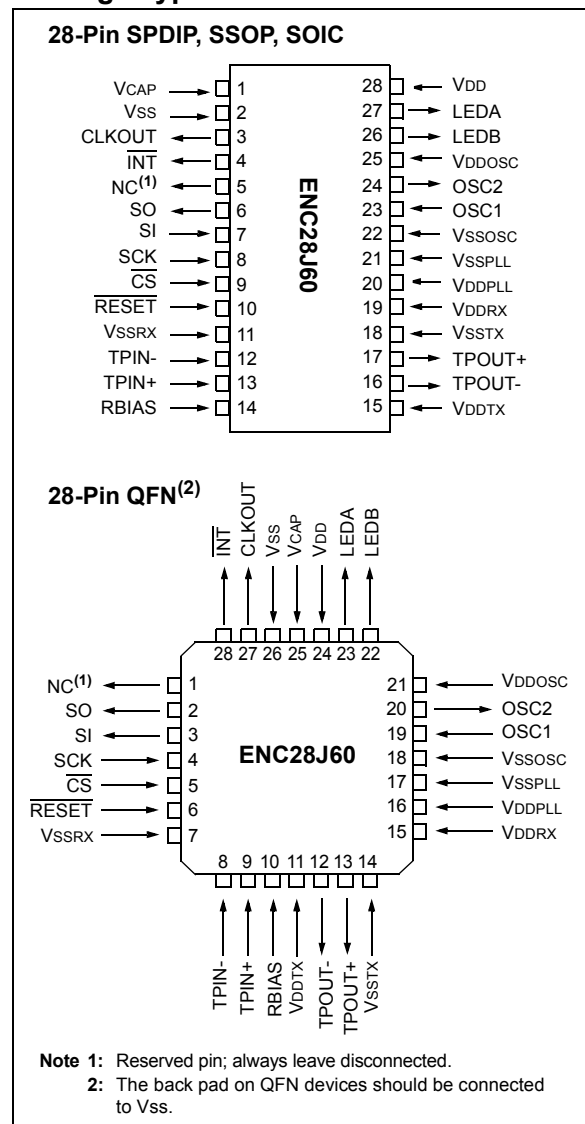 28-Pin SPDIP, SSOP, SOIC
VCAP 1 28 VDD
VSS 2 27 LEDA
CLKOUT 3 26 LEDB
INT 4 25 VDDOSC
NC(1) 5 24 OSC2
SO 6 23 OSC1
SI 7 22 VSSOSC
SCK 8 21 VSSPLL
CS 9 20 VDDPLL
RESET 10 19 VDDRX
VSSRX 11 18 VSSTX
TPIN- 12 17 TPOUT+
TPIN+ 13 16 TPOUT-
RBIAS 14 15 VDDTX
ENC28J60
28-Pin QFN(2)
INT CLKOUT VSS VCAP VDD LEDA LEDB
28 27 26 25 24 23 22
NC(1) 1 21 VDDOSC
SO 2 20 OSC2
SI 3 19 OSC1
SCK 4 ENC28J60 18 VSSOSC
CS 5 17 VSSPLL
RESET 6 16 VDDPLL
VSSRX 7 15 VDDRX
8 9 10 11 12 13 14
TPIN- TPIN+ RBIAS VDDTX TPOUT- TPOUT+ VSSTX
Note 1: Reserved pin; always leave disconnected.
2: The back pad on QFN devices should be connected
to Vss.